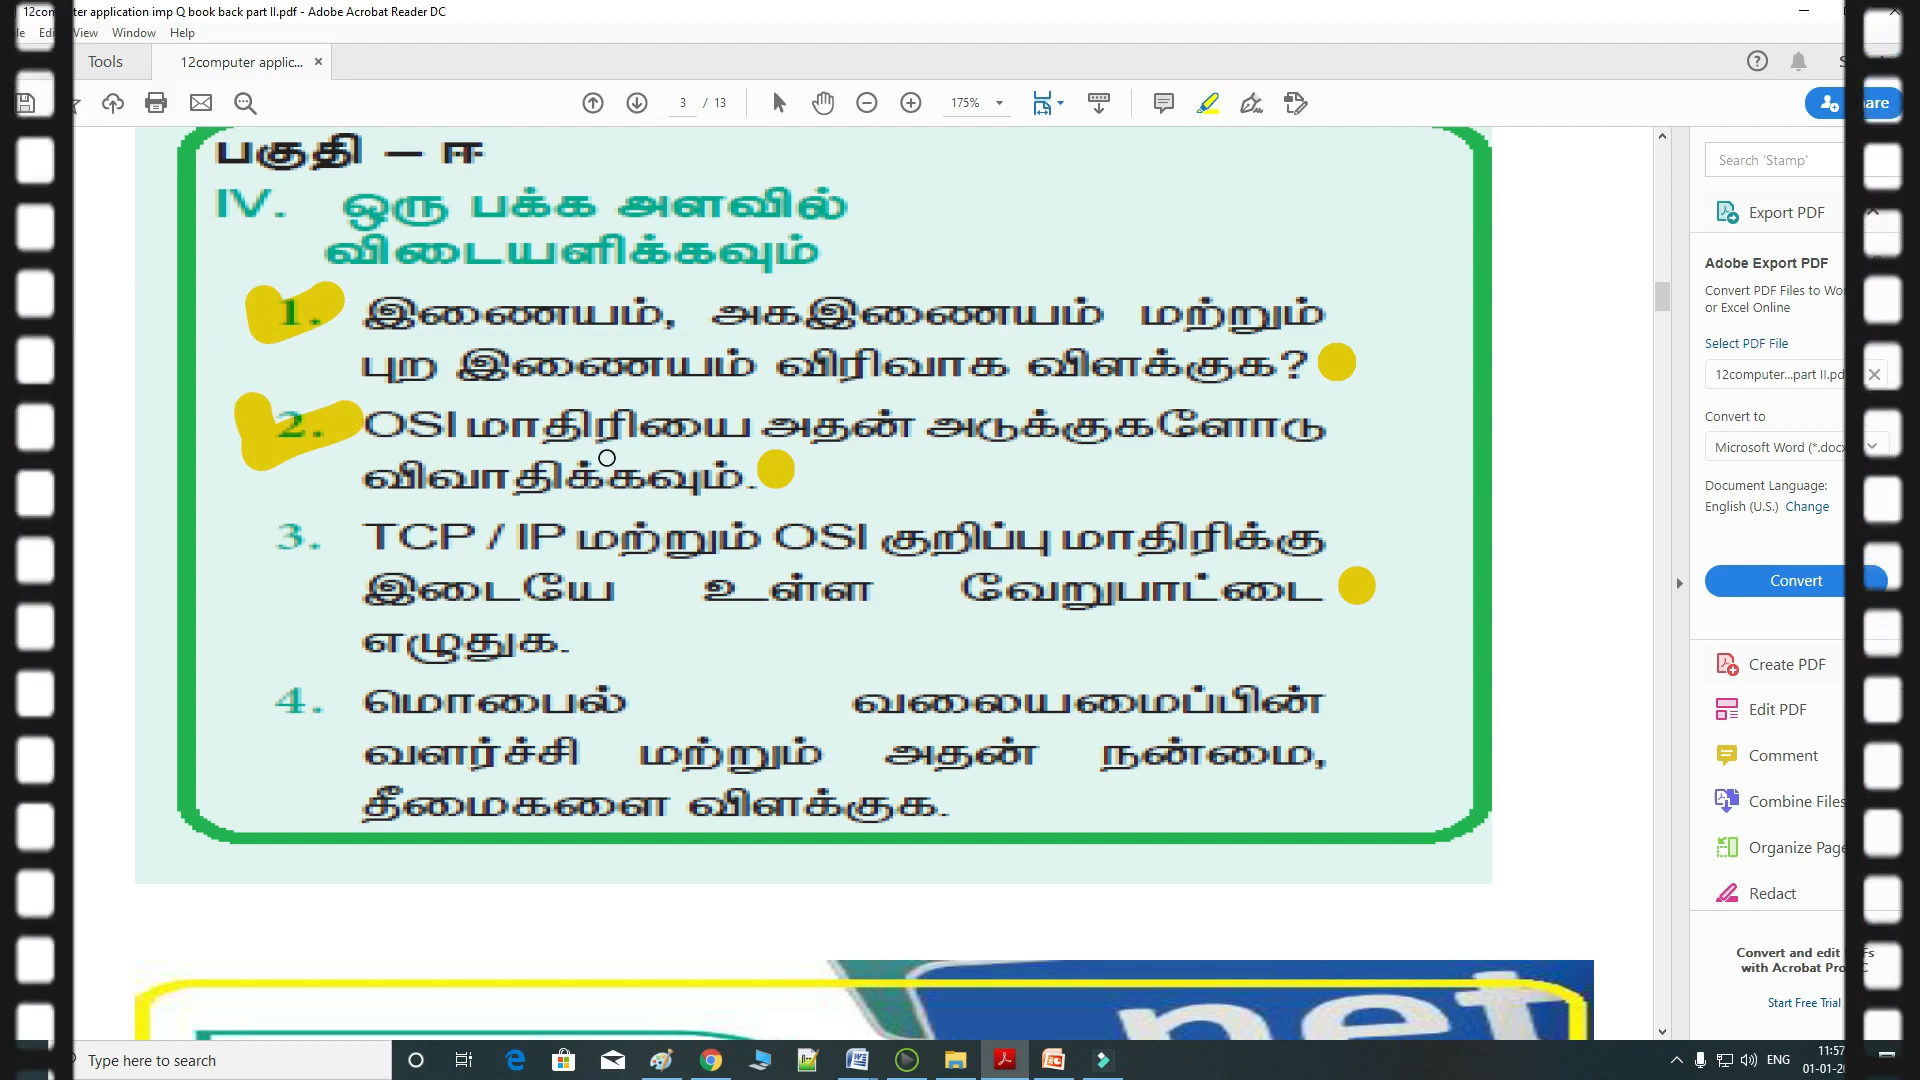 12computer application imp Q book back part II.pdf - Adobe Acrobat Reader DC
View Window Help
Tools 12computer applic... ×
3 / 13 175%
பகுதி – ஈ
IV. ஒரு பக்க அளவில்
விடையளிக்கவும்
1. இணையம், அகஇணையம் மற்றும்
புற இணையம் விரிவாக விளக்குக?
2. OSI மாதிரியை அதன் அடுக்குகளோடு
விவாதிக்கவும்.
3. TCP / IP மற்றும் OSI குறிப்பு மாதிரிக்கு
இடையே உள்ள வேறுபாட்டை
எழுதுக.
4. மொபைல் வலையமைப்பின்
வளர்ச்சி மற்றும் அதன் நன்மை,
தீமைகளை விளக்குக.
net
Search 'Stamp'
Export PDF
Adobe Export PDF
Convert PDF Files to Wor
or Excel Online
Select PDF File
12computer...part II.pd
Convert to
Microsoft Word (*.docx
Document Language:
English (U.S.) Change
Convert
Create PDF
Edit PDF
Comment
Combine Files
Organize Page
Redact
Convert and edit
with Acrobat Pro
Start Free Trial
Type here to search
ENG
11:57